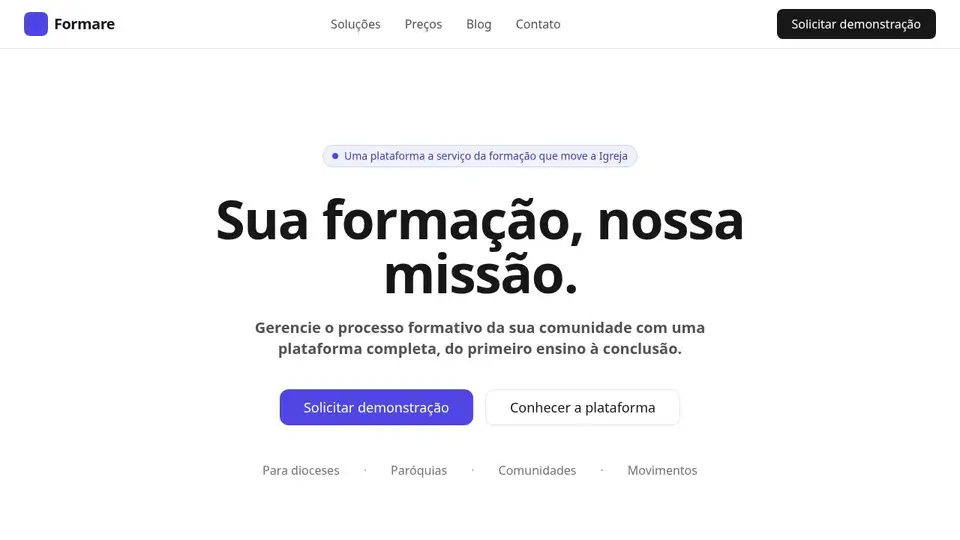 Formare
Soluções
Preços
Blog
Contato
Solicitar demonstração
Uma plataforma a serviço da formação que move a Igreja
Sua formação, nossa
missão.
Gerencie o processo formativo da sua comunidade com uma
plataforma completa, do primeiro ensino à conclusão.
Solicitar demonstração
Conhecer a plataforma
Para dioceses · Paróquias · Comunidades · Movimentos